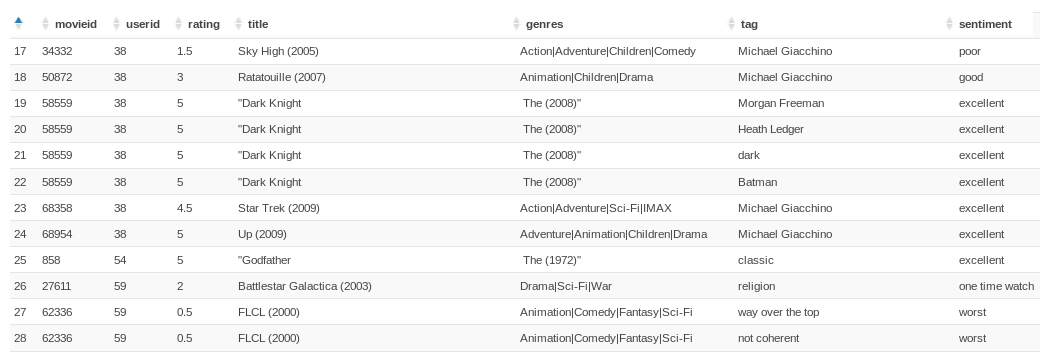 movieid userid rating title genres tag sentiment
17 34332 38 1.5 Sky High (2005) Action|Adventure|Children|Comedy Michael Giacchino poor
18 50872 38 3 Ratatouille (2007) Animation|Children|Drama Michael Giacchino good
19 58559 38 5 "Dark Knight The (2008)" Morgan Freeman excellent
20 58559 38 5 "Dark Knight The (2008)" Heath Ledger excellent
21 58559 38 5 "Dark Knight The (2008)" dark excellent
22 58559 38 5 "Dark Knight The (2008)" Batman excellent
23 68358 38 4.5 Star Trek (2009) Action|Adventure|Sci-Fi|IMAX Michael Giacchino excellent
24 68954 38 5 Up (2009) Adventure|Animation|Children|Drama Michael Giacchino excellent
25 858 54 5 "Godfather The (1972)" classic excellent
26 27611 59 2 Battlestar Galactica (2003) Drama|Sci-Fi|War religion one time watch
27 62336 59 0.5 FLCL (2000) Animation|Comedy|Fantasy|Sci-Fi way over the top worst
28 62336 59 0.5 FLCL (2000) Animation|Comedy|Fantasy|Sci-Fi not coherent worst